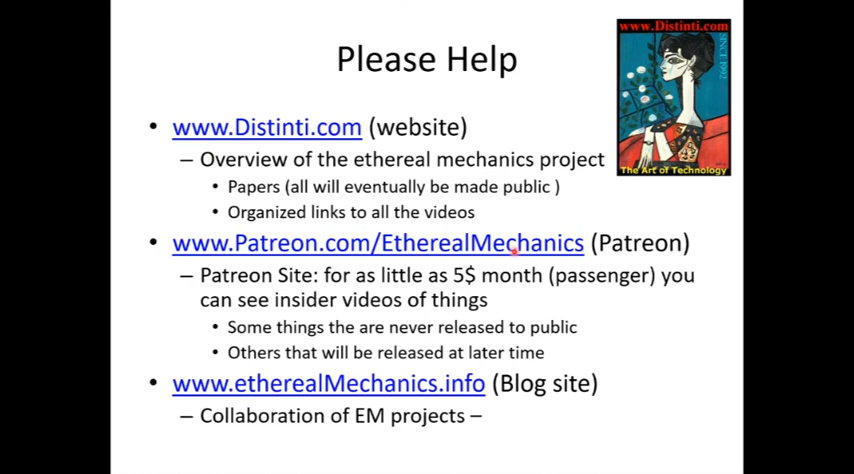 Please Help
www.Distinti.com
SINCE 1992
The Art of Technology
• www.Distinti.com (website)
– Overview of the ethereal mechanics project
• Papers (all will eventually be made public )
• Organized links to all the videos
• www.Patreon.com/EtherealMechanics (Patreon)
– Patreon Site: for as little as 5$ month (passenger) you
can see insider videos of things
• Some things the are never released to public
• Others that will be released at later time
• www.etherealMechanics.info (Blog site)
– Collaboration of EM projects –